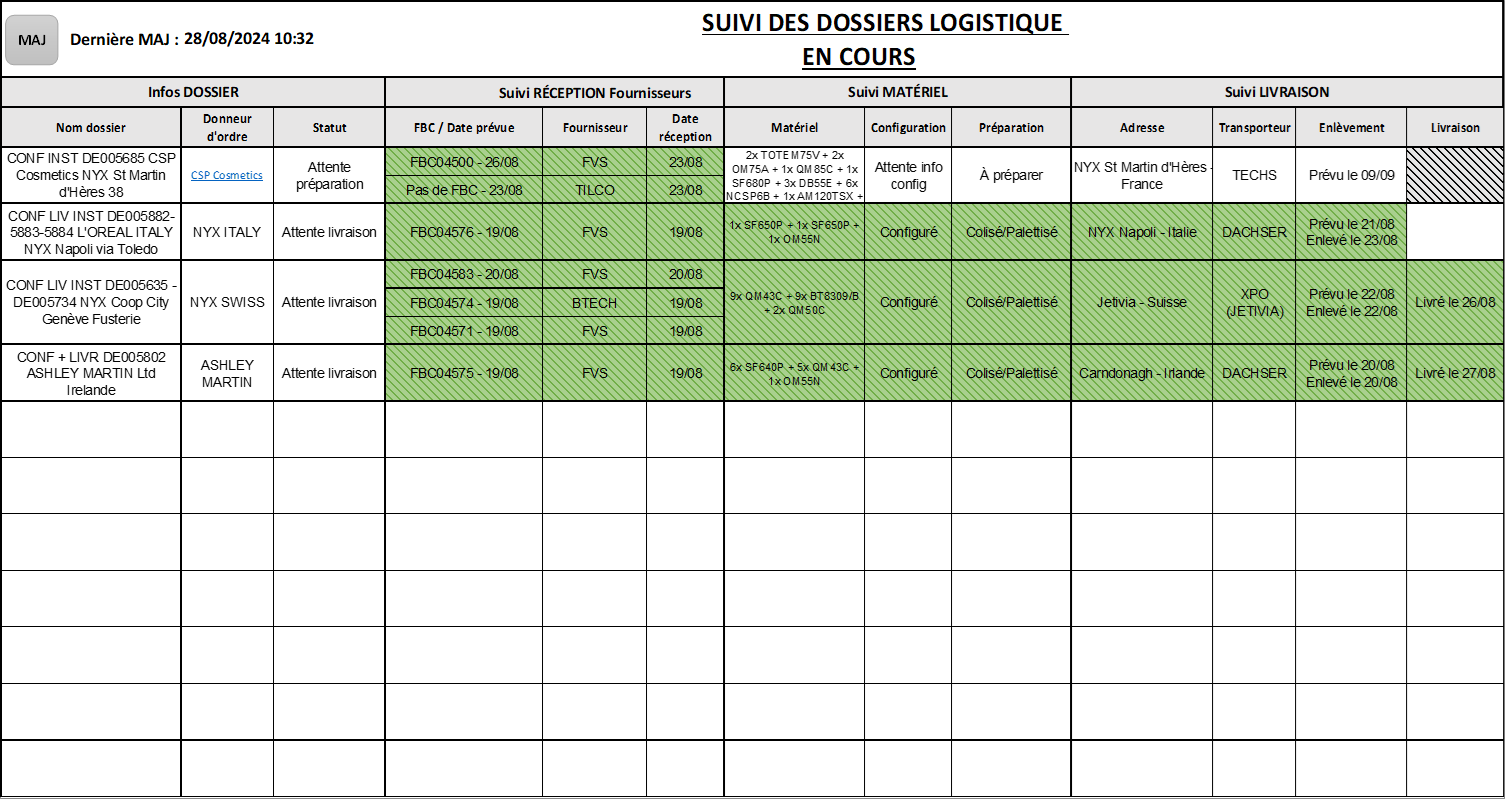 MAJ
Dernière MAJ : 28/08/2024 10:32
SUIVI DES DOSSIERS LOGISTIQUE
EN COURS
Infos DOSSIER
Suivi RÉCEPTION Fournisseurs
Suivi MATÉRIEL
Suivi LIVRAISON
Nom dossier
Donneur
d'ordre
Statut
FBC / Date prévue
Fournisseur
Date
réception
Matériel
Configuration
Préparation
Adresse
Transporteur
Enlèvement
Livraison
CONF INST DE005685 CSP
Cosmetics NYX St Martin
d'Hères 38
CSP Cosmetics
Attente
préparation
FBC04500 - 26/08
FVS
23/08
Pas de FBC - 23/08
TILCO
23/08
2x TOTEM75V + 2x
OM75A + 1x QM85C + 1x
SF680P + 3x DB55E + 6x
NCSP6B + 1x AM120TSX +
Attente info
config
À préparer
NYX St Martin d'Hères -
France
TECHS
Prévu le 09/09
CONF LIV INST DE005882-
5883-5884 L'OREAL ITALY
NYX Napoli via Toledo
NYX ITALY
Attente livraison
FBC04576 - 19/08
FVS
19/08
1x SF650P + 1x SF650P +
1x OM55N
Configuré
Colisé/Palettisé
NYX Napoli - Italie
DACHSER
Prévu le 21/08
Enlevé le 23/08
CONF LIV INST DE005635 -
DE005734 NYX Coop City
Genève Fusterie
NYX SWISS
Attente livraison
FBC04583 - 20/08
FVS
20/08
FBC04574 - 19/08
BTECH
19/08
FBC04571 - 19/08
FVS
19/08
9x QM43C + 9x BT8309/B
+ 2x QM50C
Configuré
Colisé/Palettisé
Jetivia - Suisse
XPO
(JETIVIA)
Prévu le 22/08
Enlevé le 22/08
Livré le 26/08
CONF + LIVR DE005802
ASHLEY MARTIN Ltd
Irelande
ASHLEY
MARTIN
Attente livraison
FBC04575 - 19/08
FVS
19/08
6x SF640P + 5x QM43C +
1x OM55N
Configuré
Colisé/Palettisé
Carndonagh - Irlande
DACHSER
Prévu le 20/08
Enlevé le 20/08
Livré le 27/08